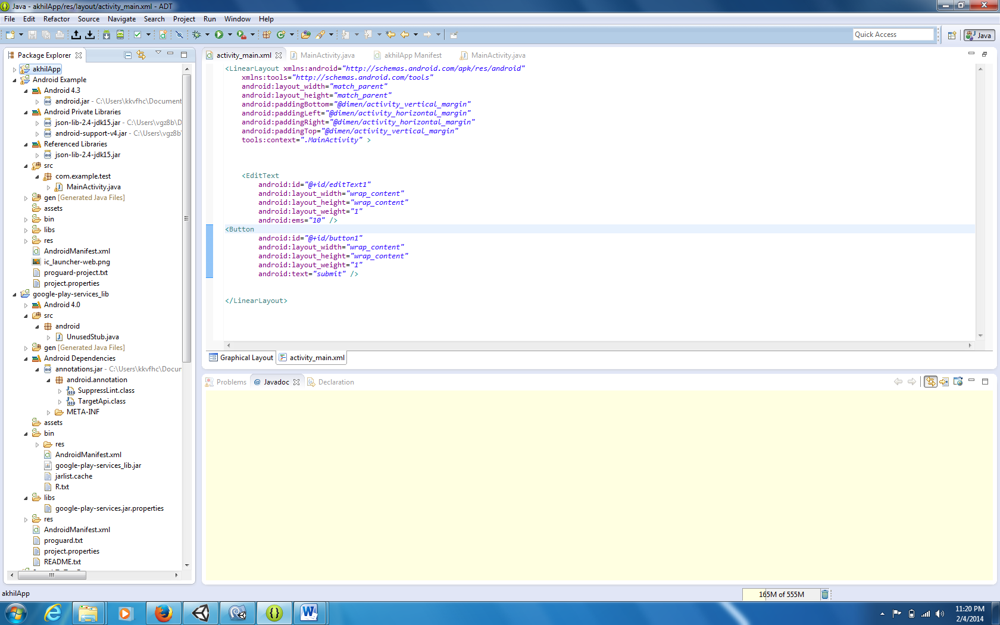 Java - akhilApp/res/layout/activity_main.xml - ADT
File Edit Refactor Source Navigate Search Project Run Window Help
Quick Access
Java
Package Explorer
akhilApp
Android Example
Android 4.3
android.jar - C:\Users\kkvfhc\Document
Android Private Libraries
json-lib-2.4-jdk15.jar - C:\Users\vgz8b\D
android-support-v4.jar - C:\Users\vgz8b\
Referenced Libraries
json-lib-2.4-jdk15.jar
src
com.example.test
MainActivity.java
gen [Generated Java Files]
assets
bin
libs
res
AndroidManifest.xml
ic_launcher-web.png
proguard-project.txt
project.properties
google-play-services_lib
Android 4.0
src
android
UnusedStub.java
gen [Generated Java Files]
Android Dependencies
annotations.jar - C:\Users\kkvfhc\Docur
android.annotation
SuppressLint.class
TargetApi.class
META-INF
assets
bin
res
AndroidManifest.xml
google-play-services_lib.jar
jarlist.cache
R.txt
libs
google-play-services.jar.properties
res
AndroidManifest.xml
proguard.txt
project.properties
README.txt
activity_main.xml MainActivity.java akhilApp Manifest MainActivity.java
<LinearLayout xmlns:android="http://schemas.android.com/apk/res/android"
xmlns:tools="http://schemas.android.com/tools"
android:layout_width="match_parent"
android:layout_height="match_parent"
android:paddingBottom="@dimen/activity_vertical_margin"
android:paddingLeft="@dimen/activity_horizontal_margin"
android:paddingRight="@dimen/activity_horizontal_margin"
android:paddingTop="@dimen/activity_vertical_margin"
tools:context=".MainActivity" >
<EditText
android:id="@+id/editText1"
android:layout_width="wrap_content"
android:layout_height="wrap_content"
android:layout_weight="1"
android:ems="10" />
<Button
android:id="@+id/button1"
android:layout_width="wrap_content"
android:layout_height="wrap_content"
android:layout_weight="1"
android:text="submit" />
</LinearLayout>
Graphical Layout activity_main.xml
Problems Javadoc Declaration
akhilApp
165M of 555M
11:20 PM
2/4/2014